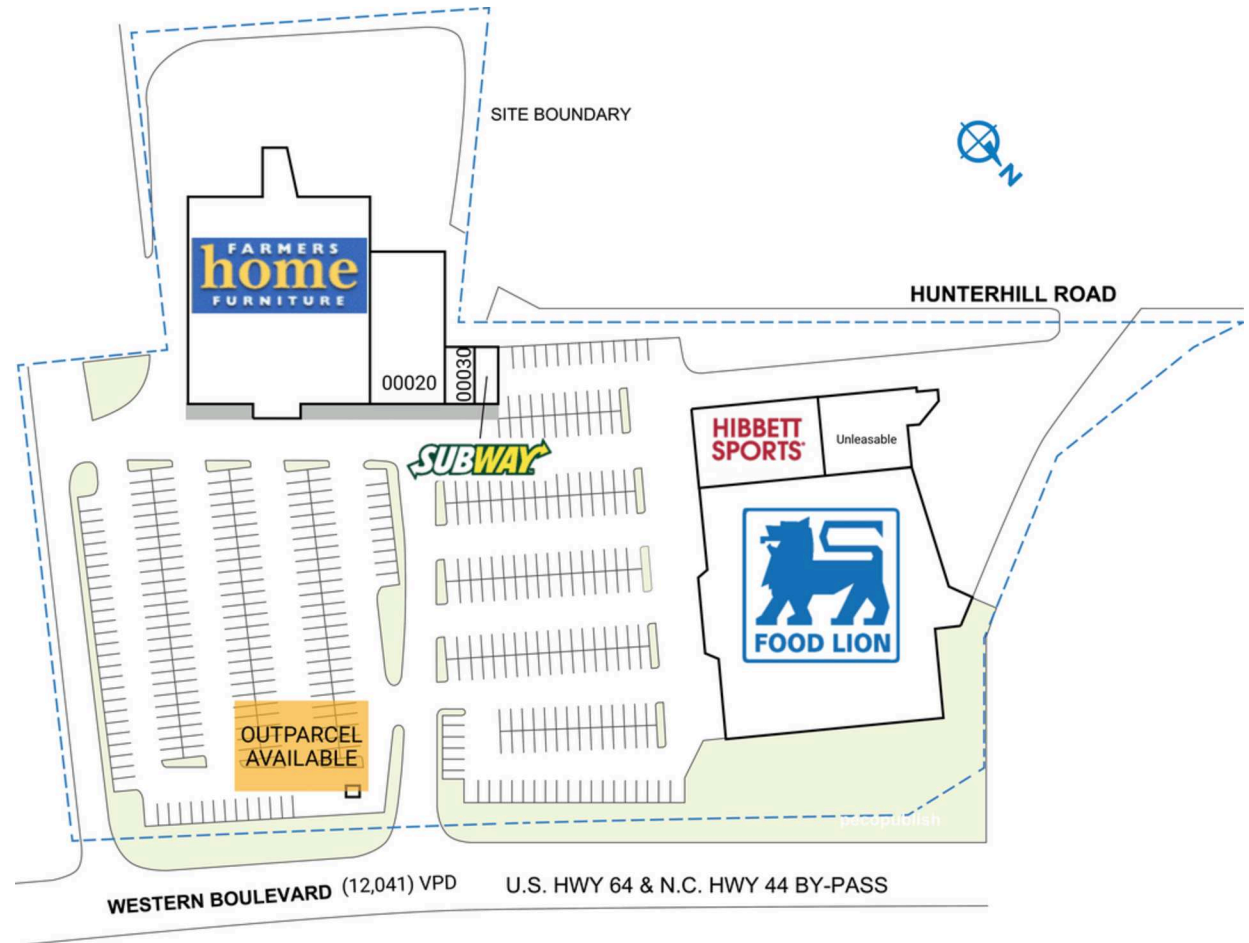 SITE BOUNDARY
N
FARMERS
home
FURNITURE
HUNTERHILL ROAD
00020
00030
SUBWAY
HIBBETT
SPORTS
Unleasable
FOOD LION
OUTPARCEL
AVAILABLE
pecopublish
WESTERN BOULEVARD (12,041) VPD U.S. HWY 64 & N.C. HWY 44 BY-PASS